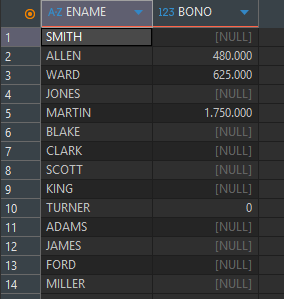 A-Z ENAME 123 BONO
1 SMITH [NULL]
2 ALLEN 480.000
3 WARD 625.000
4 JONES [NULL]
5 MARTIN 1.750.000
6 BLAKE [NULL]
7 CLARK [NULL]
8 SCOTT [NULL]
9 KING [NULL]
10 TURNER 0
11 ADAMS [NULL]
12 JAMES [NULL]
13 FORD [NULL]
14 MILLER [NULL]